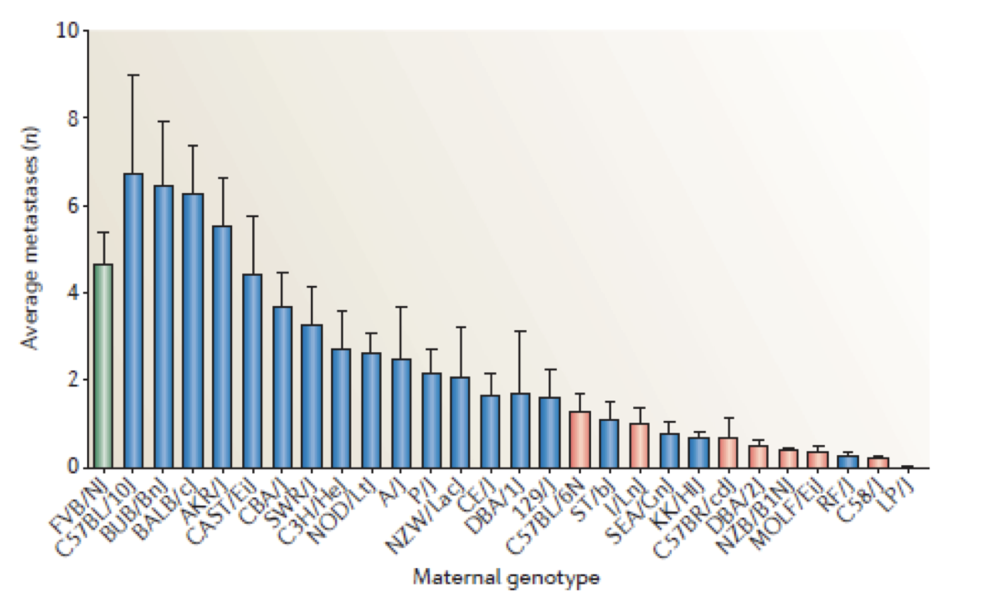 10
8
6
4
2
0
Average metastases (n)
FVB/NJ
C57BL/10J
BUB/BnJ
BALB/cJ
AKR/J
CAST/EiJ
CBA/J
SWR/J
C3H/HeJ
NOD/LtJ
A/J
P/J
NZW/LacJ
CE/J
DBA/1J
129/J
C57BL/6N
ST/bJ
I/LnJ
SEA/GnJ
KK/HIJ
C57BR/cdJ
DBA/2J
NZB/B1NJ
MOLF/EiJ
RF/J
C58/J
LP/J
Maternal genotype